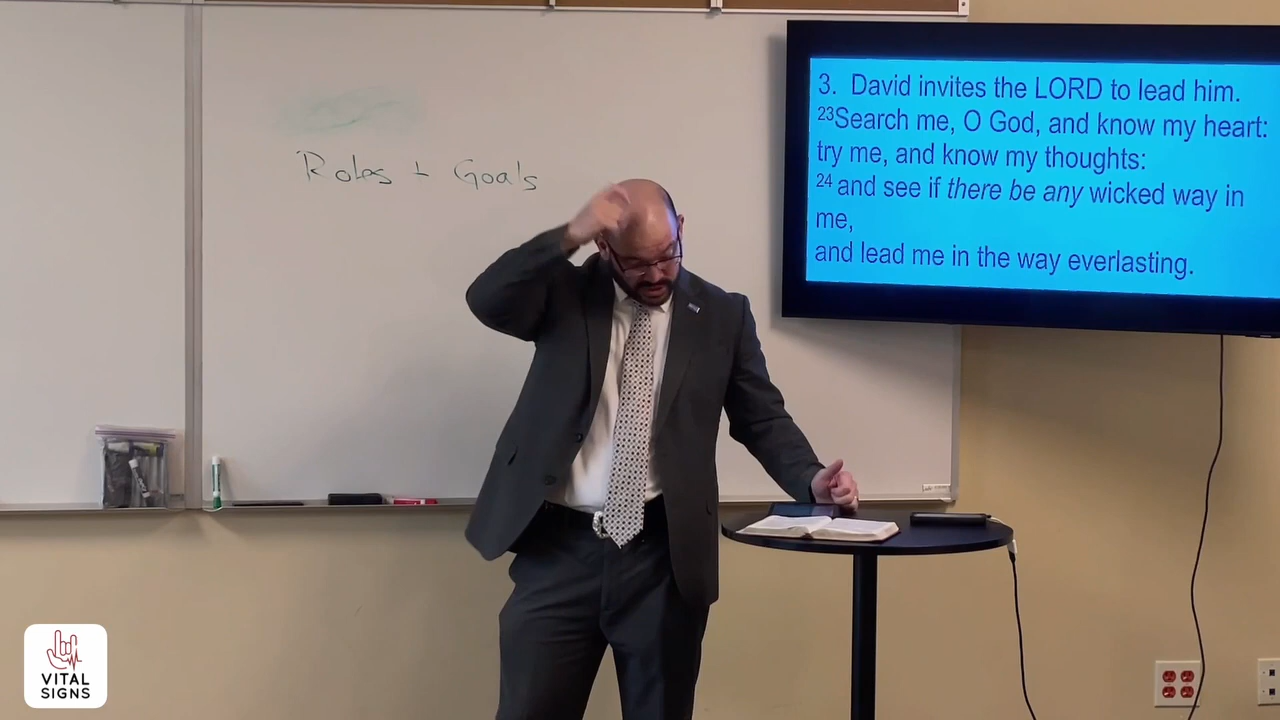 Roles + Goals
3. David invites the LORD to lead him.
²³Search me, O God, and know my heart:
try me, and know my thoughts:
²⁴ and see if there be any wicked way in
me,
and lead me in the way everlasting.
VITAL
SIGNS